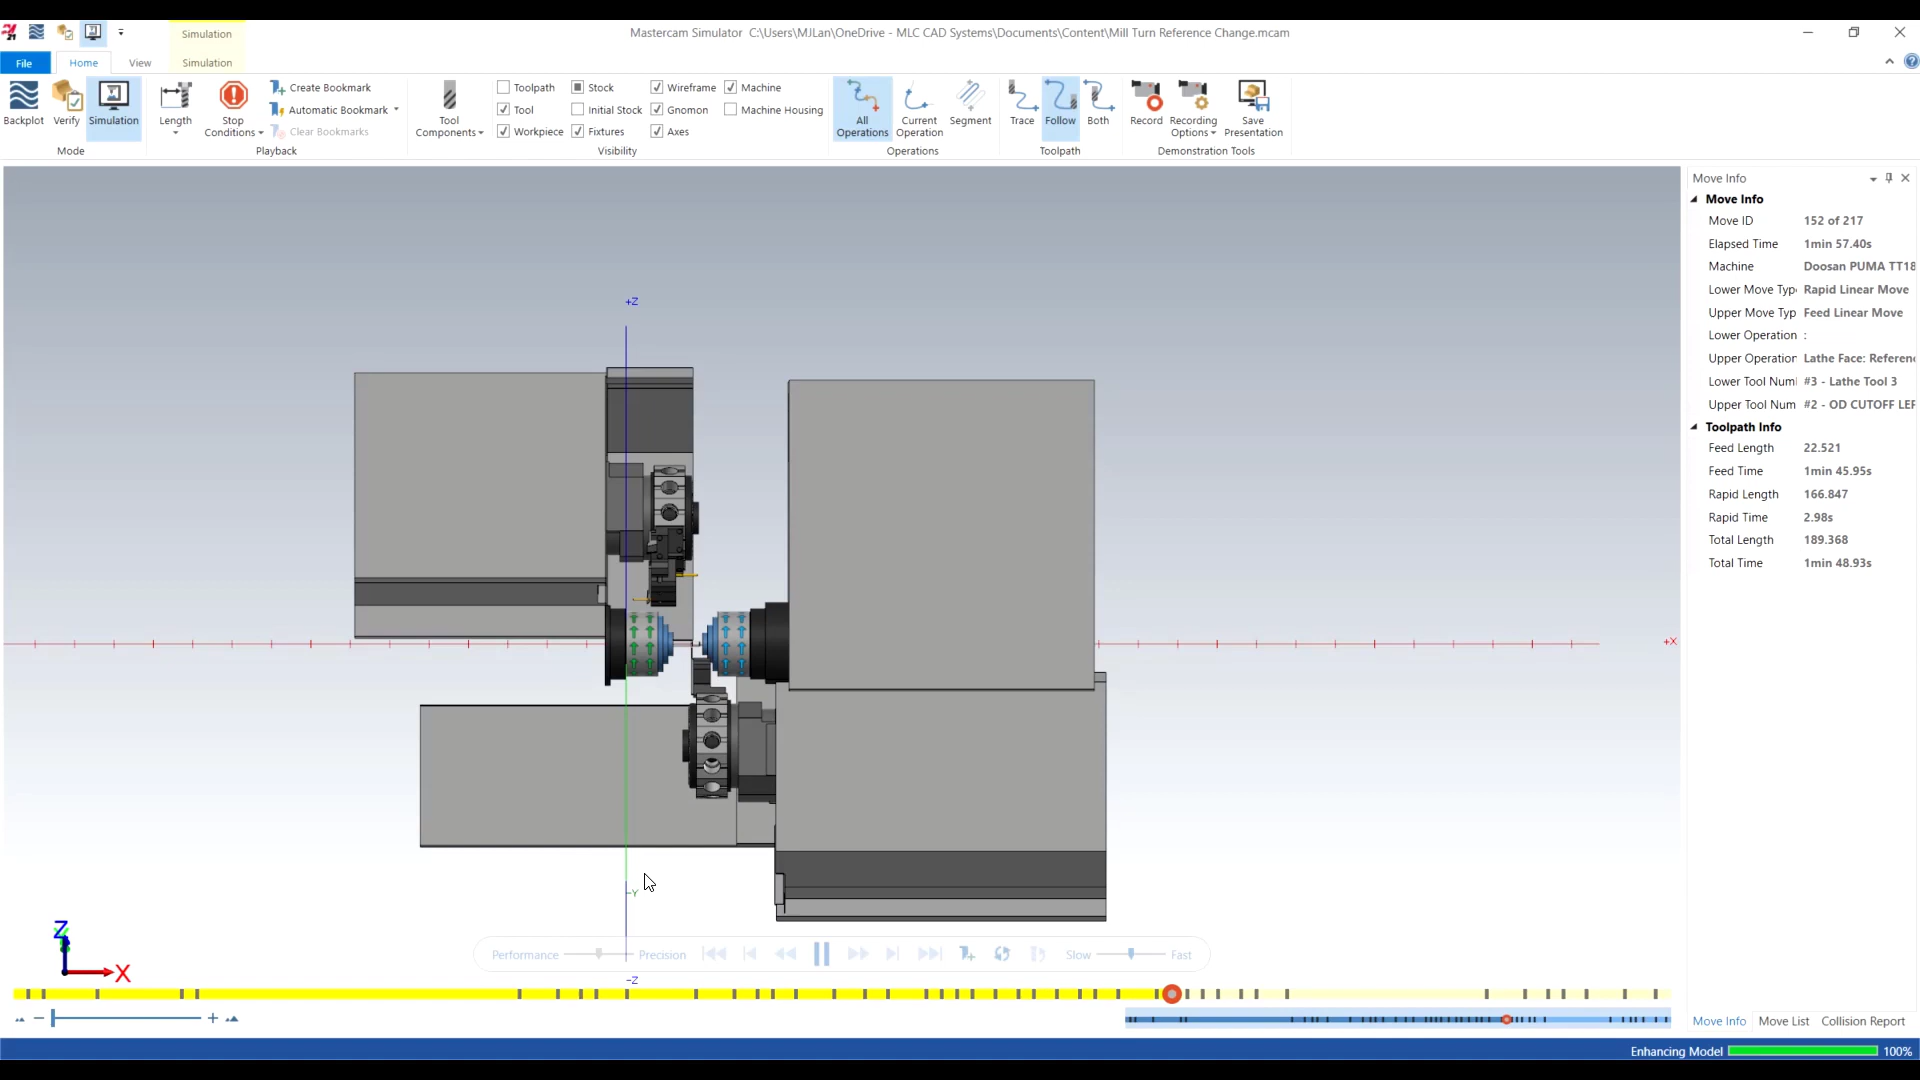 Simulation
Mastercam Simulator C:\Users\MJLan\OneDrive - MLC CAD Systems\Documents\Content\Mill Turn Reference Change.mcam
File
Home
View
Simulation
Backplot
Verify
Simulation
Mode
Length
Stop
Conditions
Create Bookmark
Automatic Bookmark
Clear Bookmarks
Playback
Tool
Components
Toolpath
Tool
Workpiece
Stock
Initial Stock
Fixtures
Wireframe
Gnomon
Axes
Machine
Machine Housing
Visibility
All
Operations
Current
Operation
Segment
Operations
Trace
Follow
Both
Toolpath
Record
Recording
Options
Save
Presentation
Demonstration Tools
Move Info
Move Info
Move ID 152 of 217
Elapsed Time 1min 57.40s
Machine Doosan PUMA TT18
Lower Move Typ Rapid Linear Move
Upper Move Typ Feed Linear Move
Lower Operation :
Upper Operation Lathe Face: Referen
Lower Tool Num #3 - Lathe Tool 3
Upper Tool Num #2 - OD CUTOFF LEF
Toolpath Info
Feed Length 22.521
Feed Time 1min 45.95s
Rapid Length 166.847
Rapid Time 2.98s
Total Length 189.368
Total Time 1min 48.93s
+Z
+X
-Y
-Z
Z
X
Performance
Precision
Slow
Fast
Move Info
Move List
Collision Report
Enhancing Model
100%